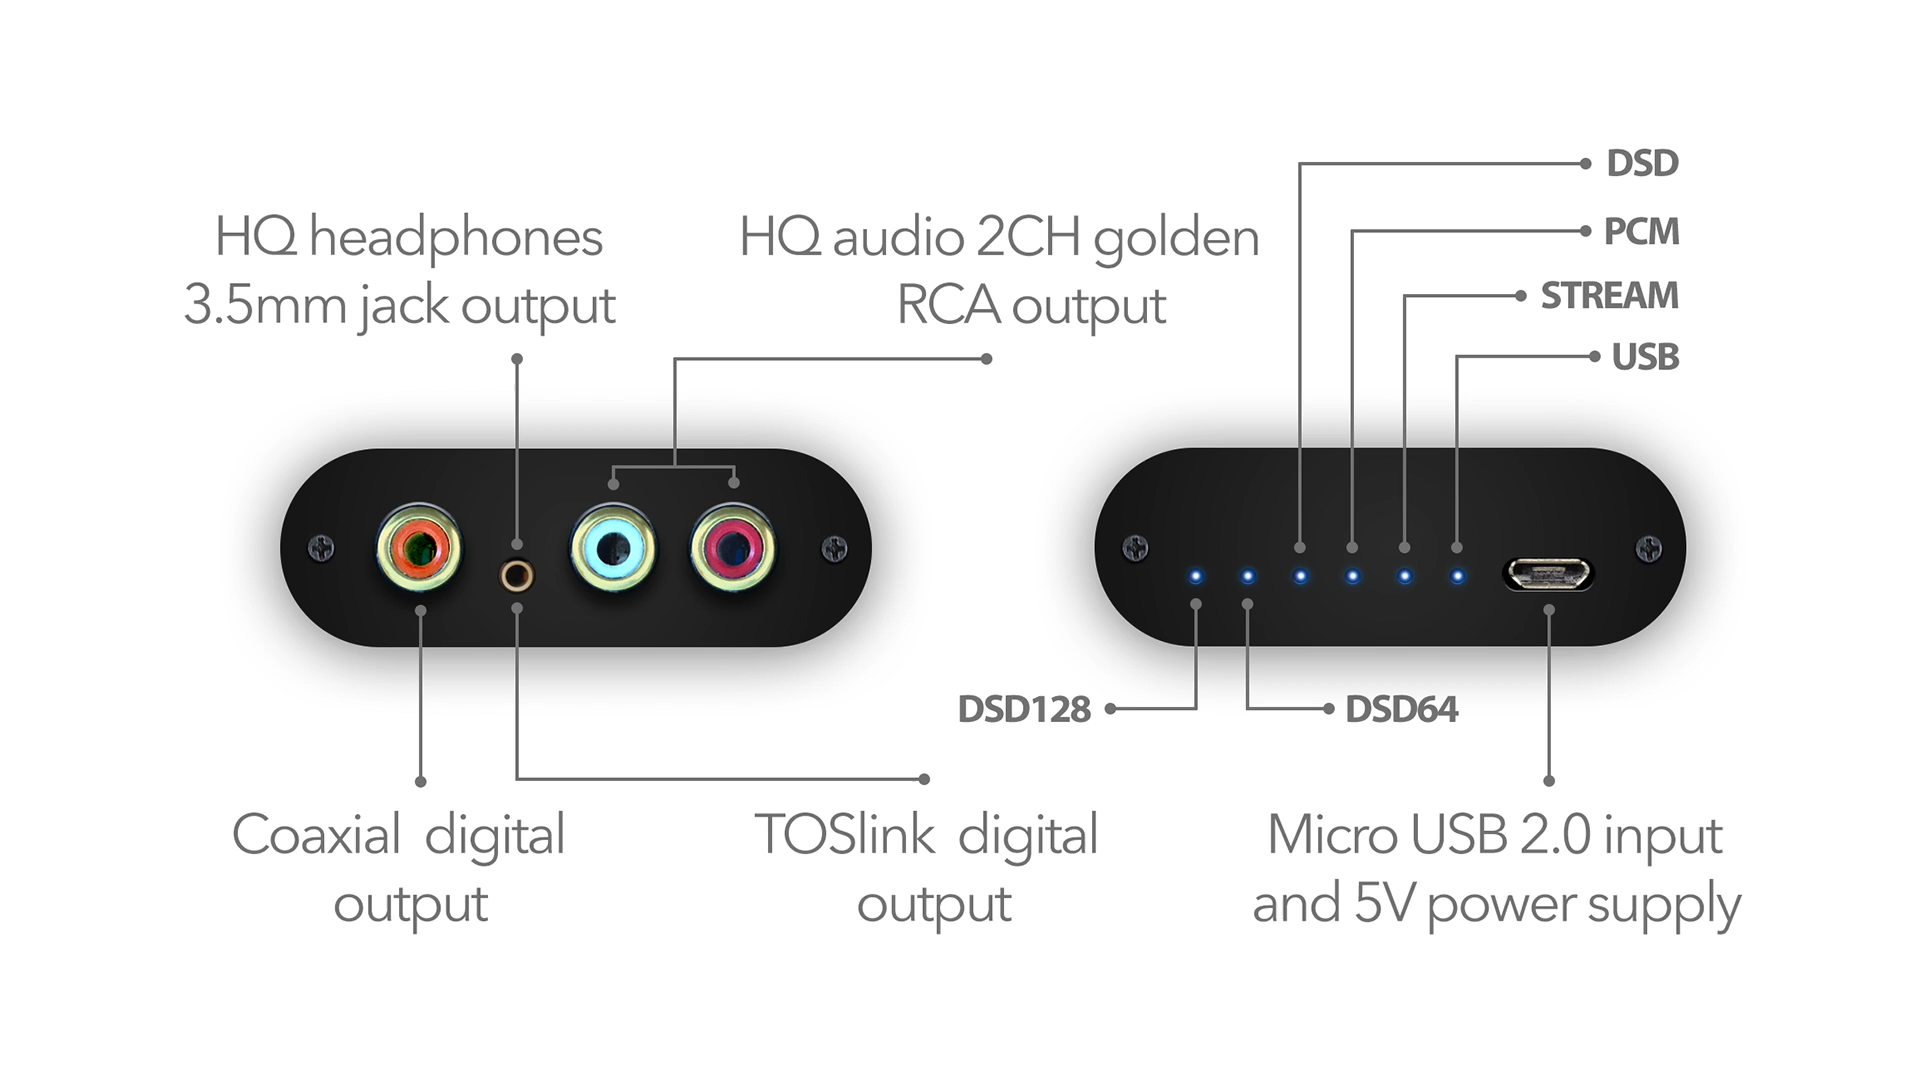 HQ headphones
3.5mm jack output
HQ audio 2CH golden
RCA output
DSD
PCM
STREAM
USB
DSD128
DSD64
Coaxial digital
output
TOSlink digital
output
Micro USB 2.0 input
and 5V power supply